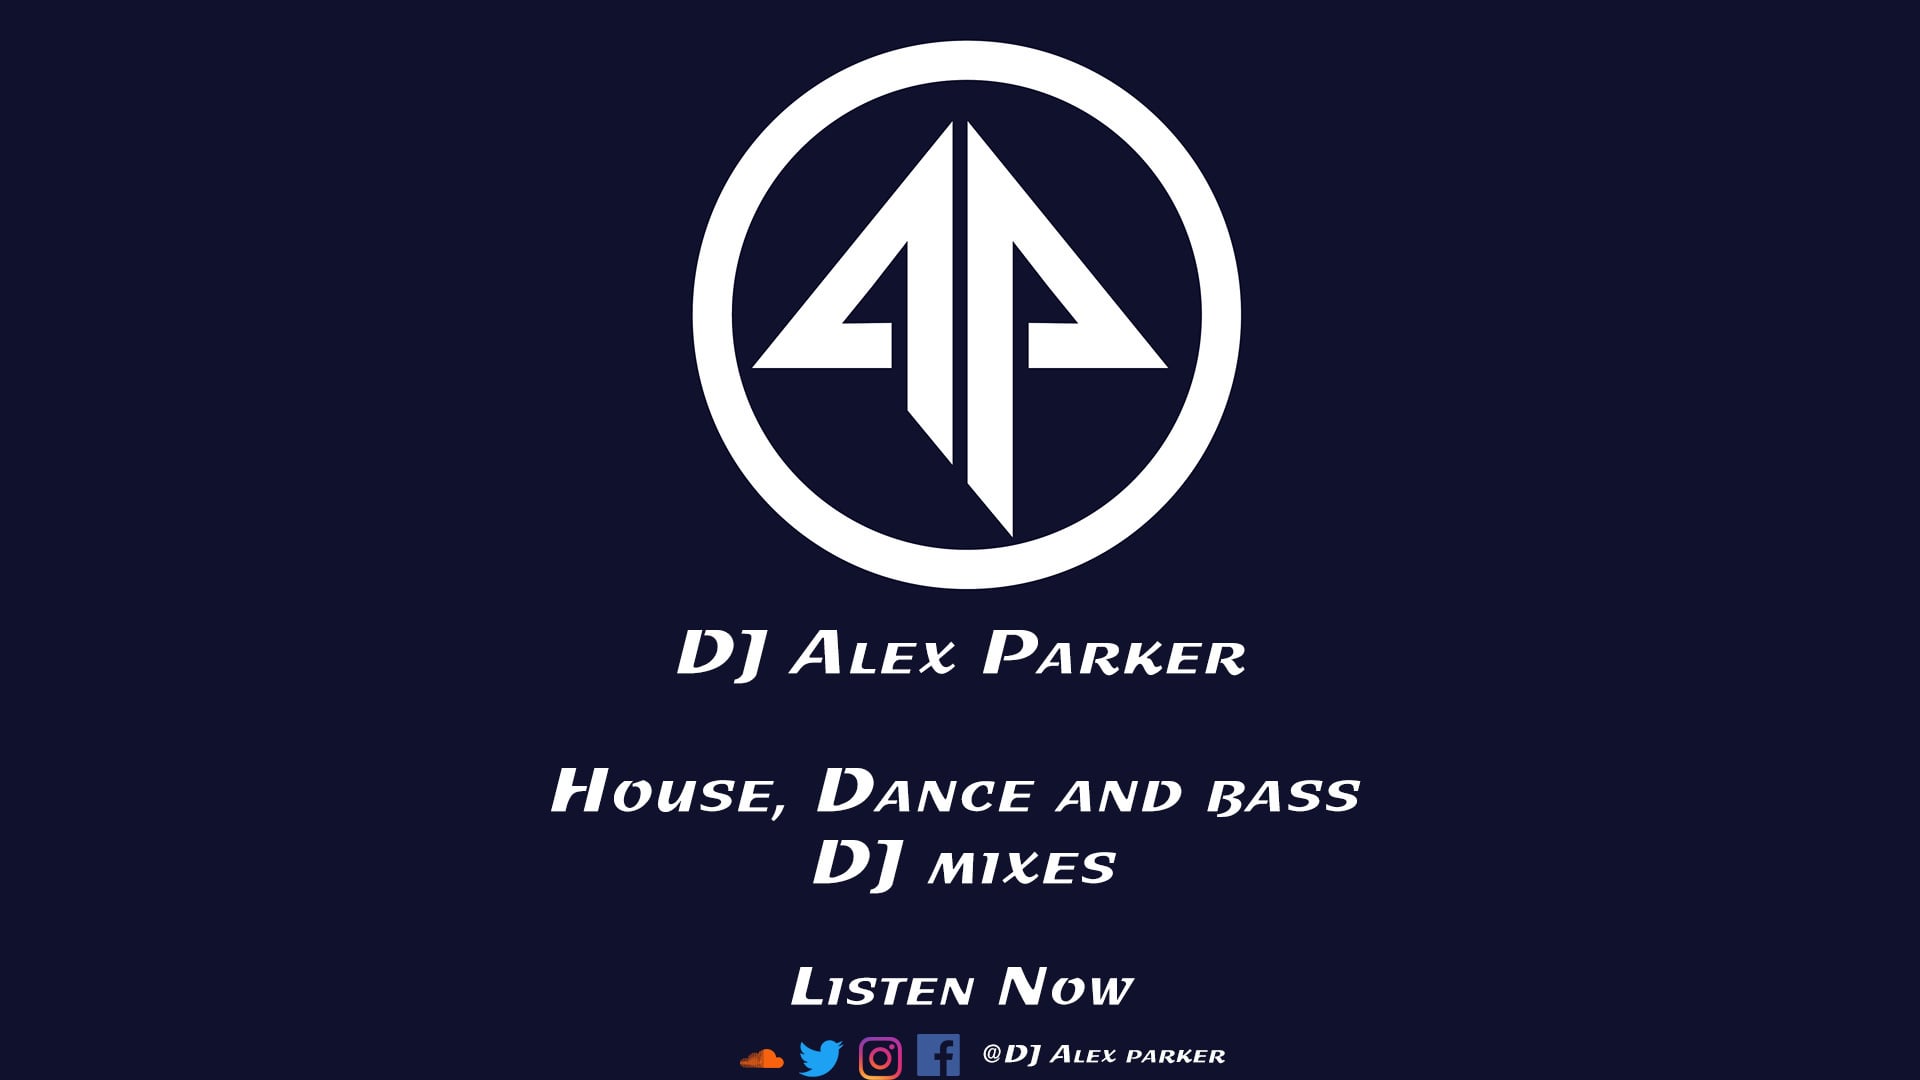 DJ Alex Parker
House, Dance and bass
DJ mixes
Listen Now
@DJ Alex parker